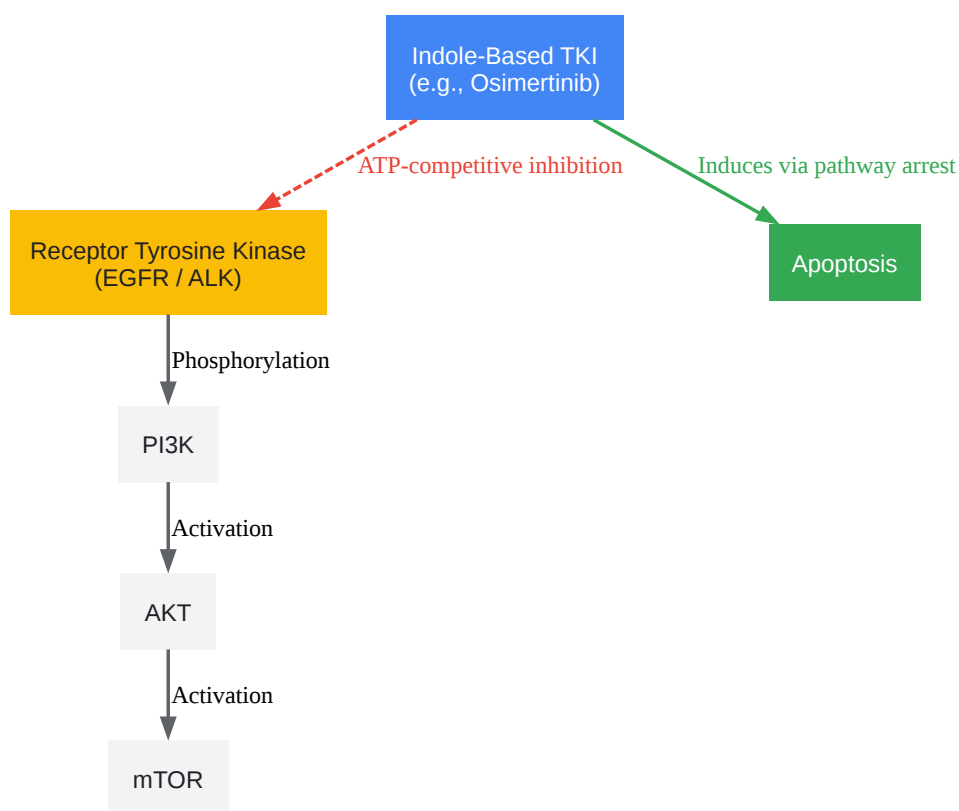 Indole-Based TKI
(e.g., Osimertinib)
ATP-competitive inhibition
Induces via pathway arrest
Receptor Tyrosine Kinase
(EGFR / ALK)
Apoptosis
Phosphorylation
PI3K
Activation
AKT
Activation
mTOR